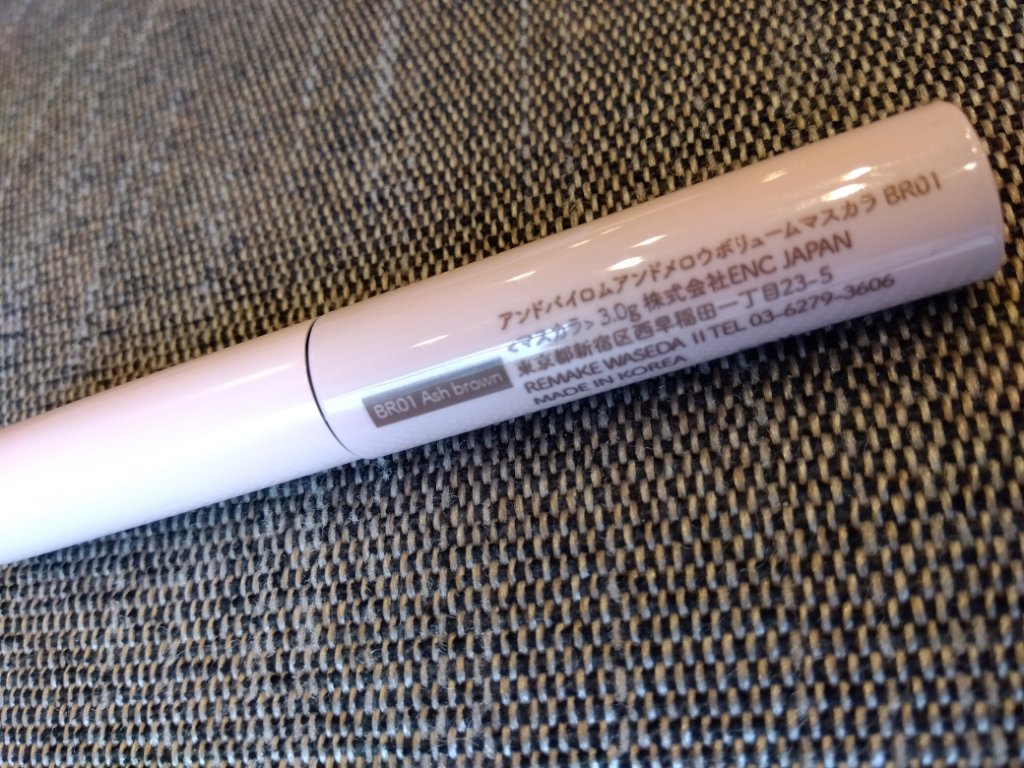 アンドバイロムアンドメロウボリュームマスカラ BR01
<マスカラ> 3.0g 株式会社ENC JAPAN
東京都新宿区西早稲田一丁目23-5
REMAKE WASEDA II TEL 03-6279-3606
MADE IN KOREA
BR01 Ash brown